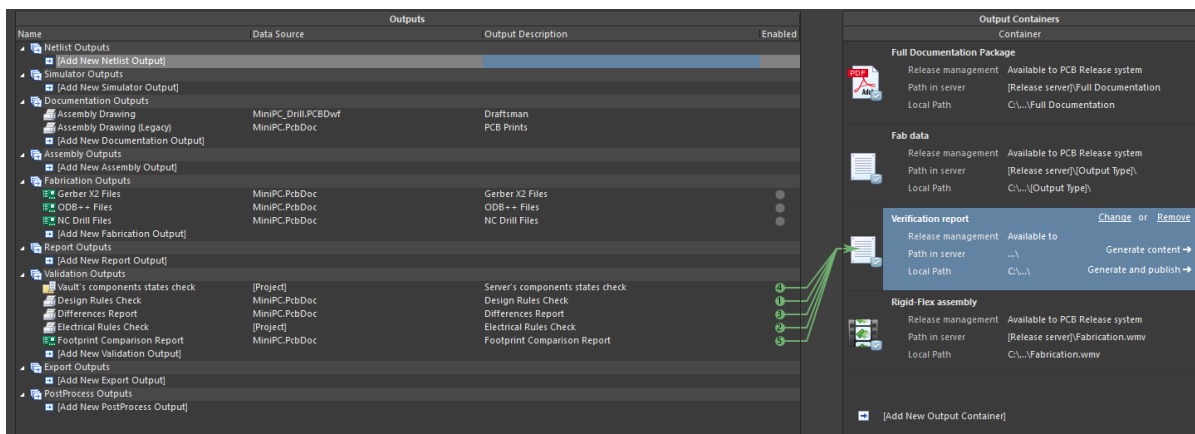 Outputs
Name Data Source Output Description Enabled
Netlist Outputs
[Add New Netlist Output]
Simulator Outputs
[Add New Simulator Output]
Documentation Outputs
Assembly Drawing MiniPC_Drill.PCBDwf Draftsman
Assembly Drawing (Legacy) MiniPC.PcbDoc PCB Prints
[Add New Documentation Output]
Assembly Outputs
[Add New Assembly Output]
Fabrication Outputs
Gerber X2 Files MiniPC.PcbDoc Gerber X2 Files
ODB++ Files MiniPC.PcbDoc ODB++ Files
NC Drill Files MiniPC.PcbDoc NC Drill Files
[Add New Fabrication Output]
Report Outputs
[Add New Report Output]
Validation Outputs
Vault's components states check [Project] Server's components states check 4
Design Rules Check MiniPC.PcbDoc Design Rules Check 1
Differences Report MiniPC.PcbDoc Differences Report 3
Electrical Rules Check [Project] Electrical Rules Check 2
Footprint Comparison Report MiniPC.PcbDoc Footprint Comparison Report 5
[Add New Validation Output]
Export Outputs
[Add New Export Output]
PostProcess Outputs
[Add New PostProcess Output]
Output Containers
Container
Full Documentation Package
PDF
Release management Available to PCB Release system
Path in server [Release server]\Full Documentation
Local Path C:\...\Full Documentation
Fab data
Release management Available to PCB Release system
Path in server [Release server]\[Output Type]\
Local Path C:\...\[Output Type]\
Verification report Change or Remove
Release management Available to
Path in server ...\ Generate content
Local Path C:\...\ Generate and publish
Rigid-Flex assembly
Release management Available to PCB Release system
Path in server [Release server]\Fabrication.wmv
Local Path C:\...\Fabrication.wmv
[Add New Output Container]